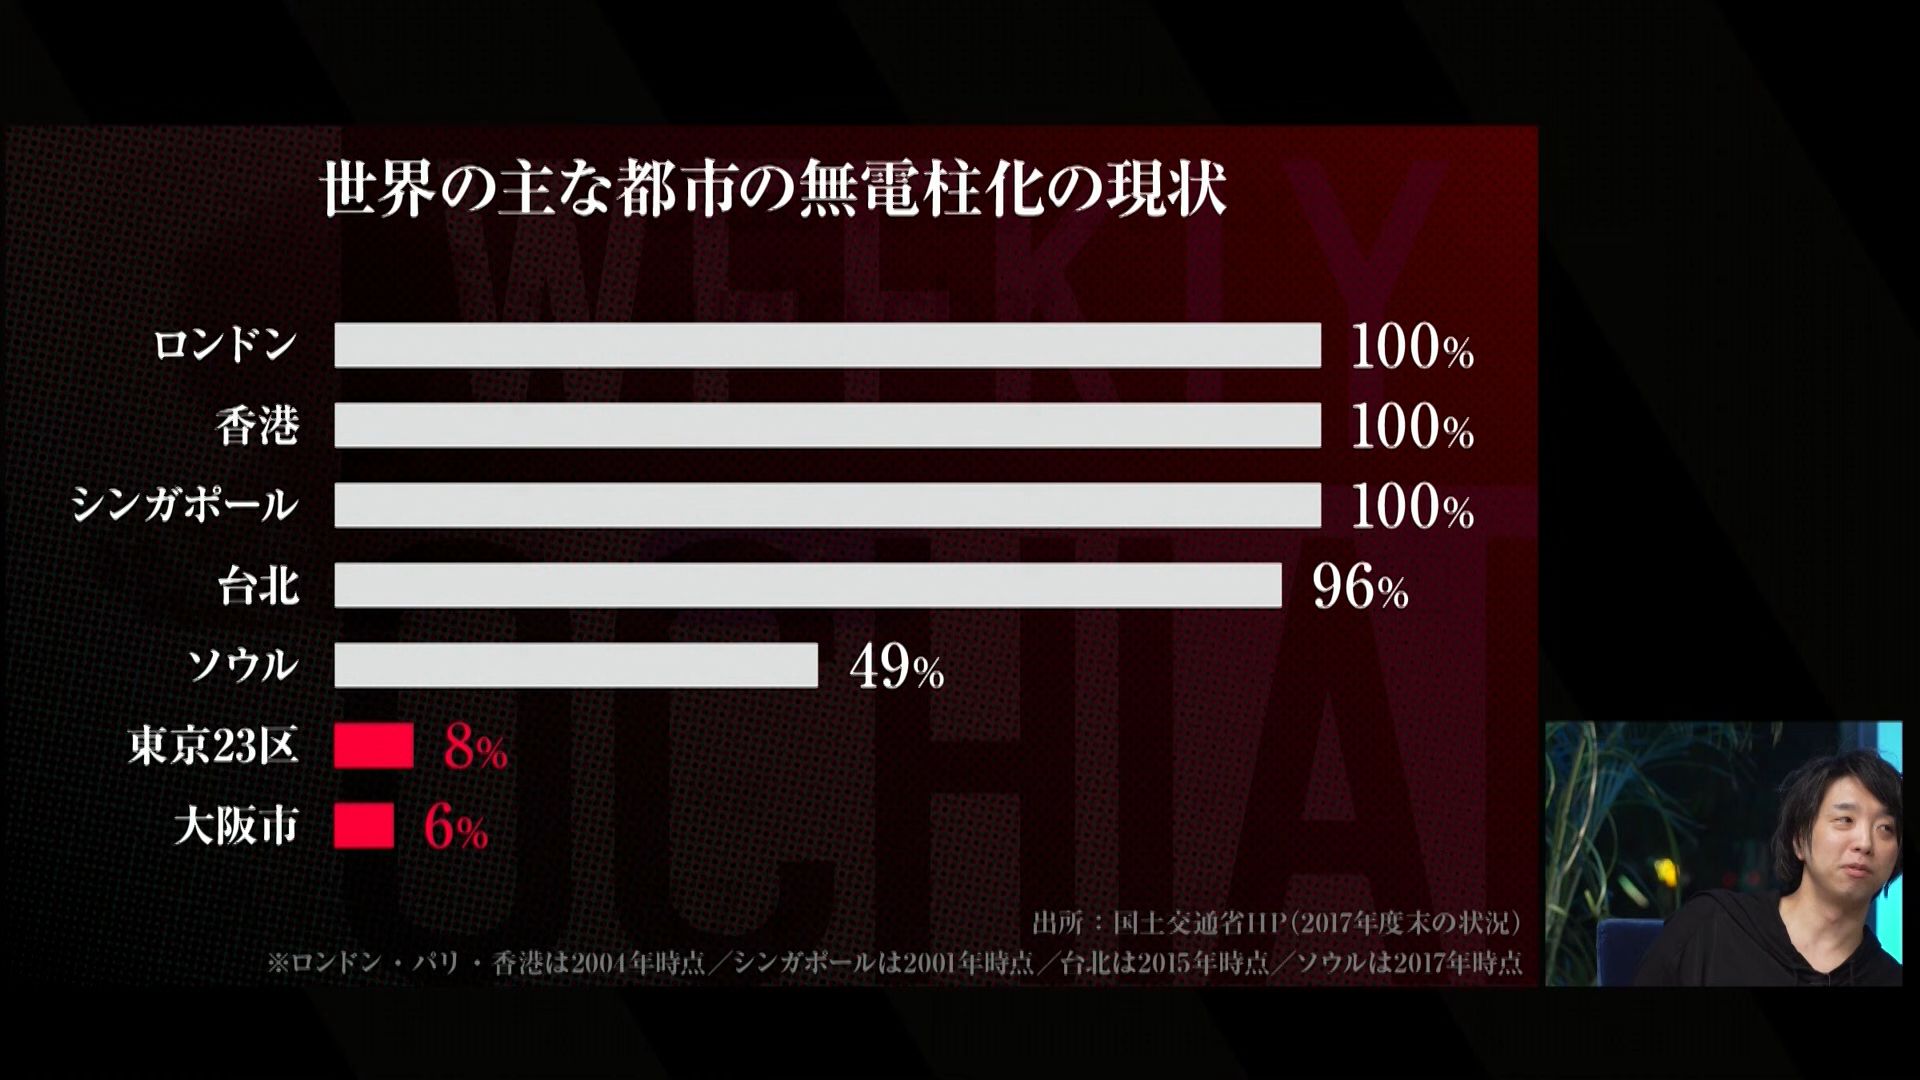 世界の主な都市の無電柱化の現状
WEEKLY
OCHIAI
ロンドン 100%
香港 100%
シンガポール 100%
台北 96%
ソウル 49%
東京23区 8%
大阪市 6%
出所：国土交通省HP(2017年度末の状況)
※ロンドン・パリ・香港は2004年時点／シンガポールは2001年時点／台北は2015年時点／ソウルは2017年時点